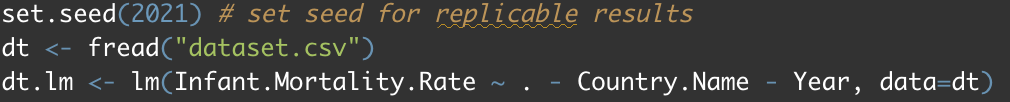 set.seed(2021) # set seed for replicable results
dt <- fread("dataset.csv")
dt.lm <- lm(Infant.Mortality.Rate ~ . - Country.Name - Year, data=dt)